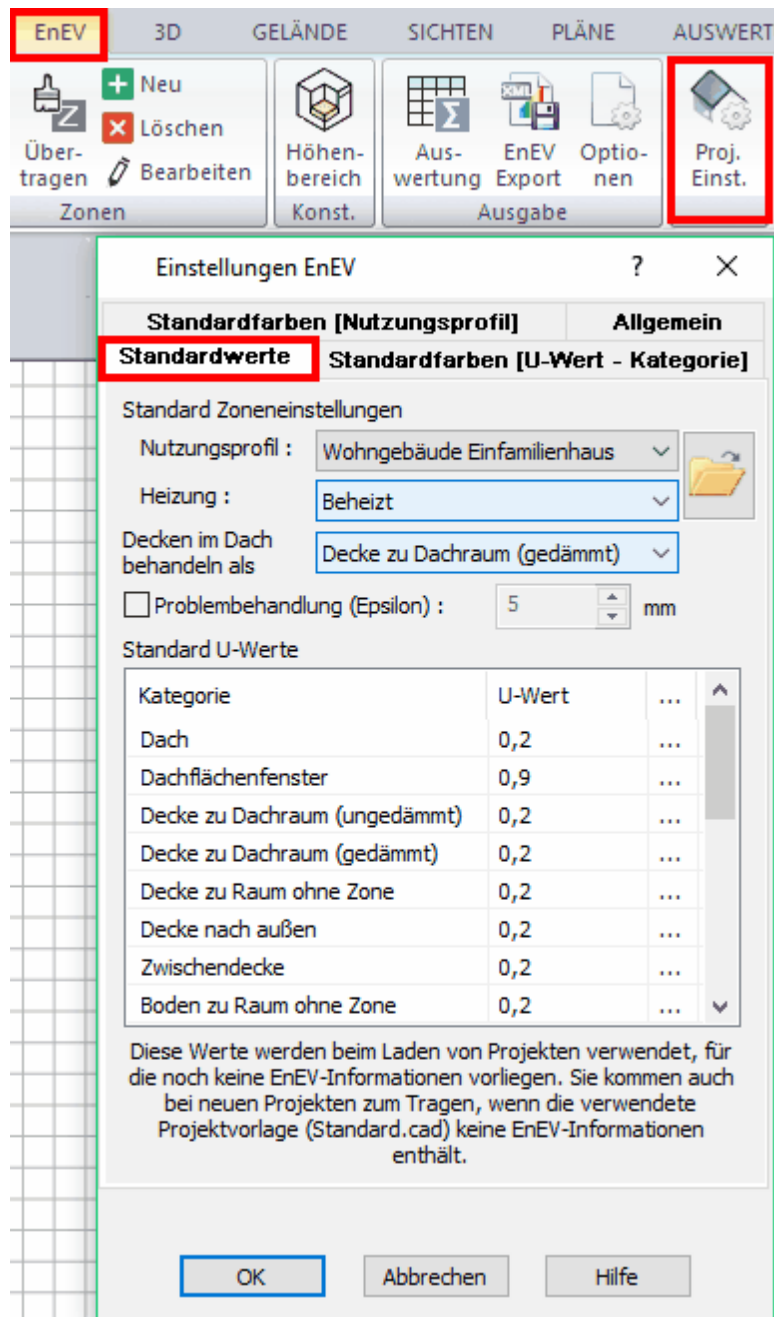 EnEV 3D GELÄNDE SICHTEN PLÄNE AUSWERT
Über-
tragen
Neu
Löschen
Bearbeiten
Höhen-
bereich
Aus-
wertung
XML
EnEV
Export
Optio-
nen
Proj.
Einst.
Zonen Konst. Ausgabe
Einstellungen EnEV ?
Standardfarben [Nutzungsprofil] Allgemein
Standardwerte Standardfarben [U-Wert - Kategorie]
Standard Zoneneinstellungen
Nutzungsprofil : Wohngebäude Einfamilienhaus
Heizung : Beheizt
Decken im Dach
behandeln als
Decke zu Dachraum (gedämmt)
Problembehandlung (Epsilon) : 5 mm
Standard U-Werte
Kategorie U-Wert ...
Dach 0,2 ...
Dachflächenfenster 0,9 ...
Decke zu Dachraum (ungedämmt) 0,2 ...
Decke zu Dachraum (gedämmt) 0,2 ...
Decke zu Raum ohne Zone 0,2 ...
Decke nach außen 0,2 ...
Zwischendecke 0,2 ...
Boden zu Raum ohne Zone 0,2 ...
Diese Werte werden beim Laden von Projekten verwendet, für
die noch keine EnEV-Informationen vorliegen. Sie kommen auch
bei neuen Projekten zum Tragen, wenn die verwendete
Projektvorlage (Standard.cad) keine EnEV-Informationen
enthält.
OK Abbrechen Hilfe